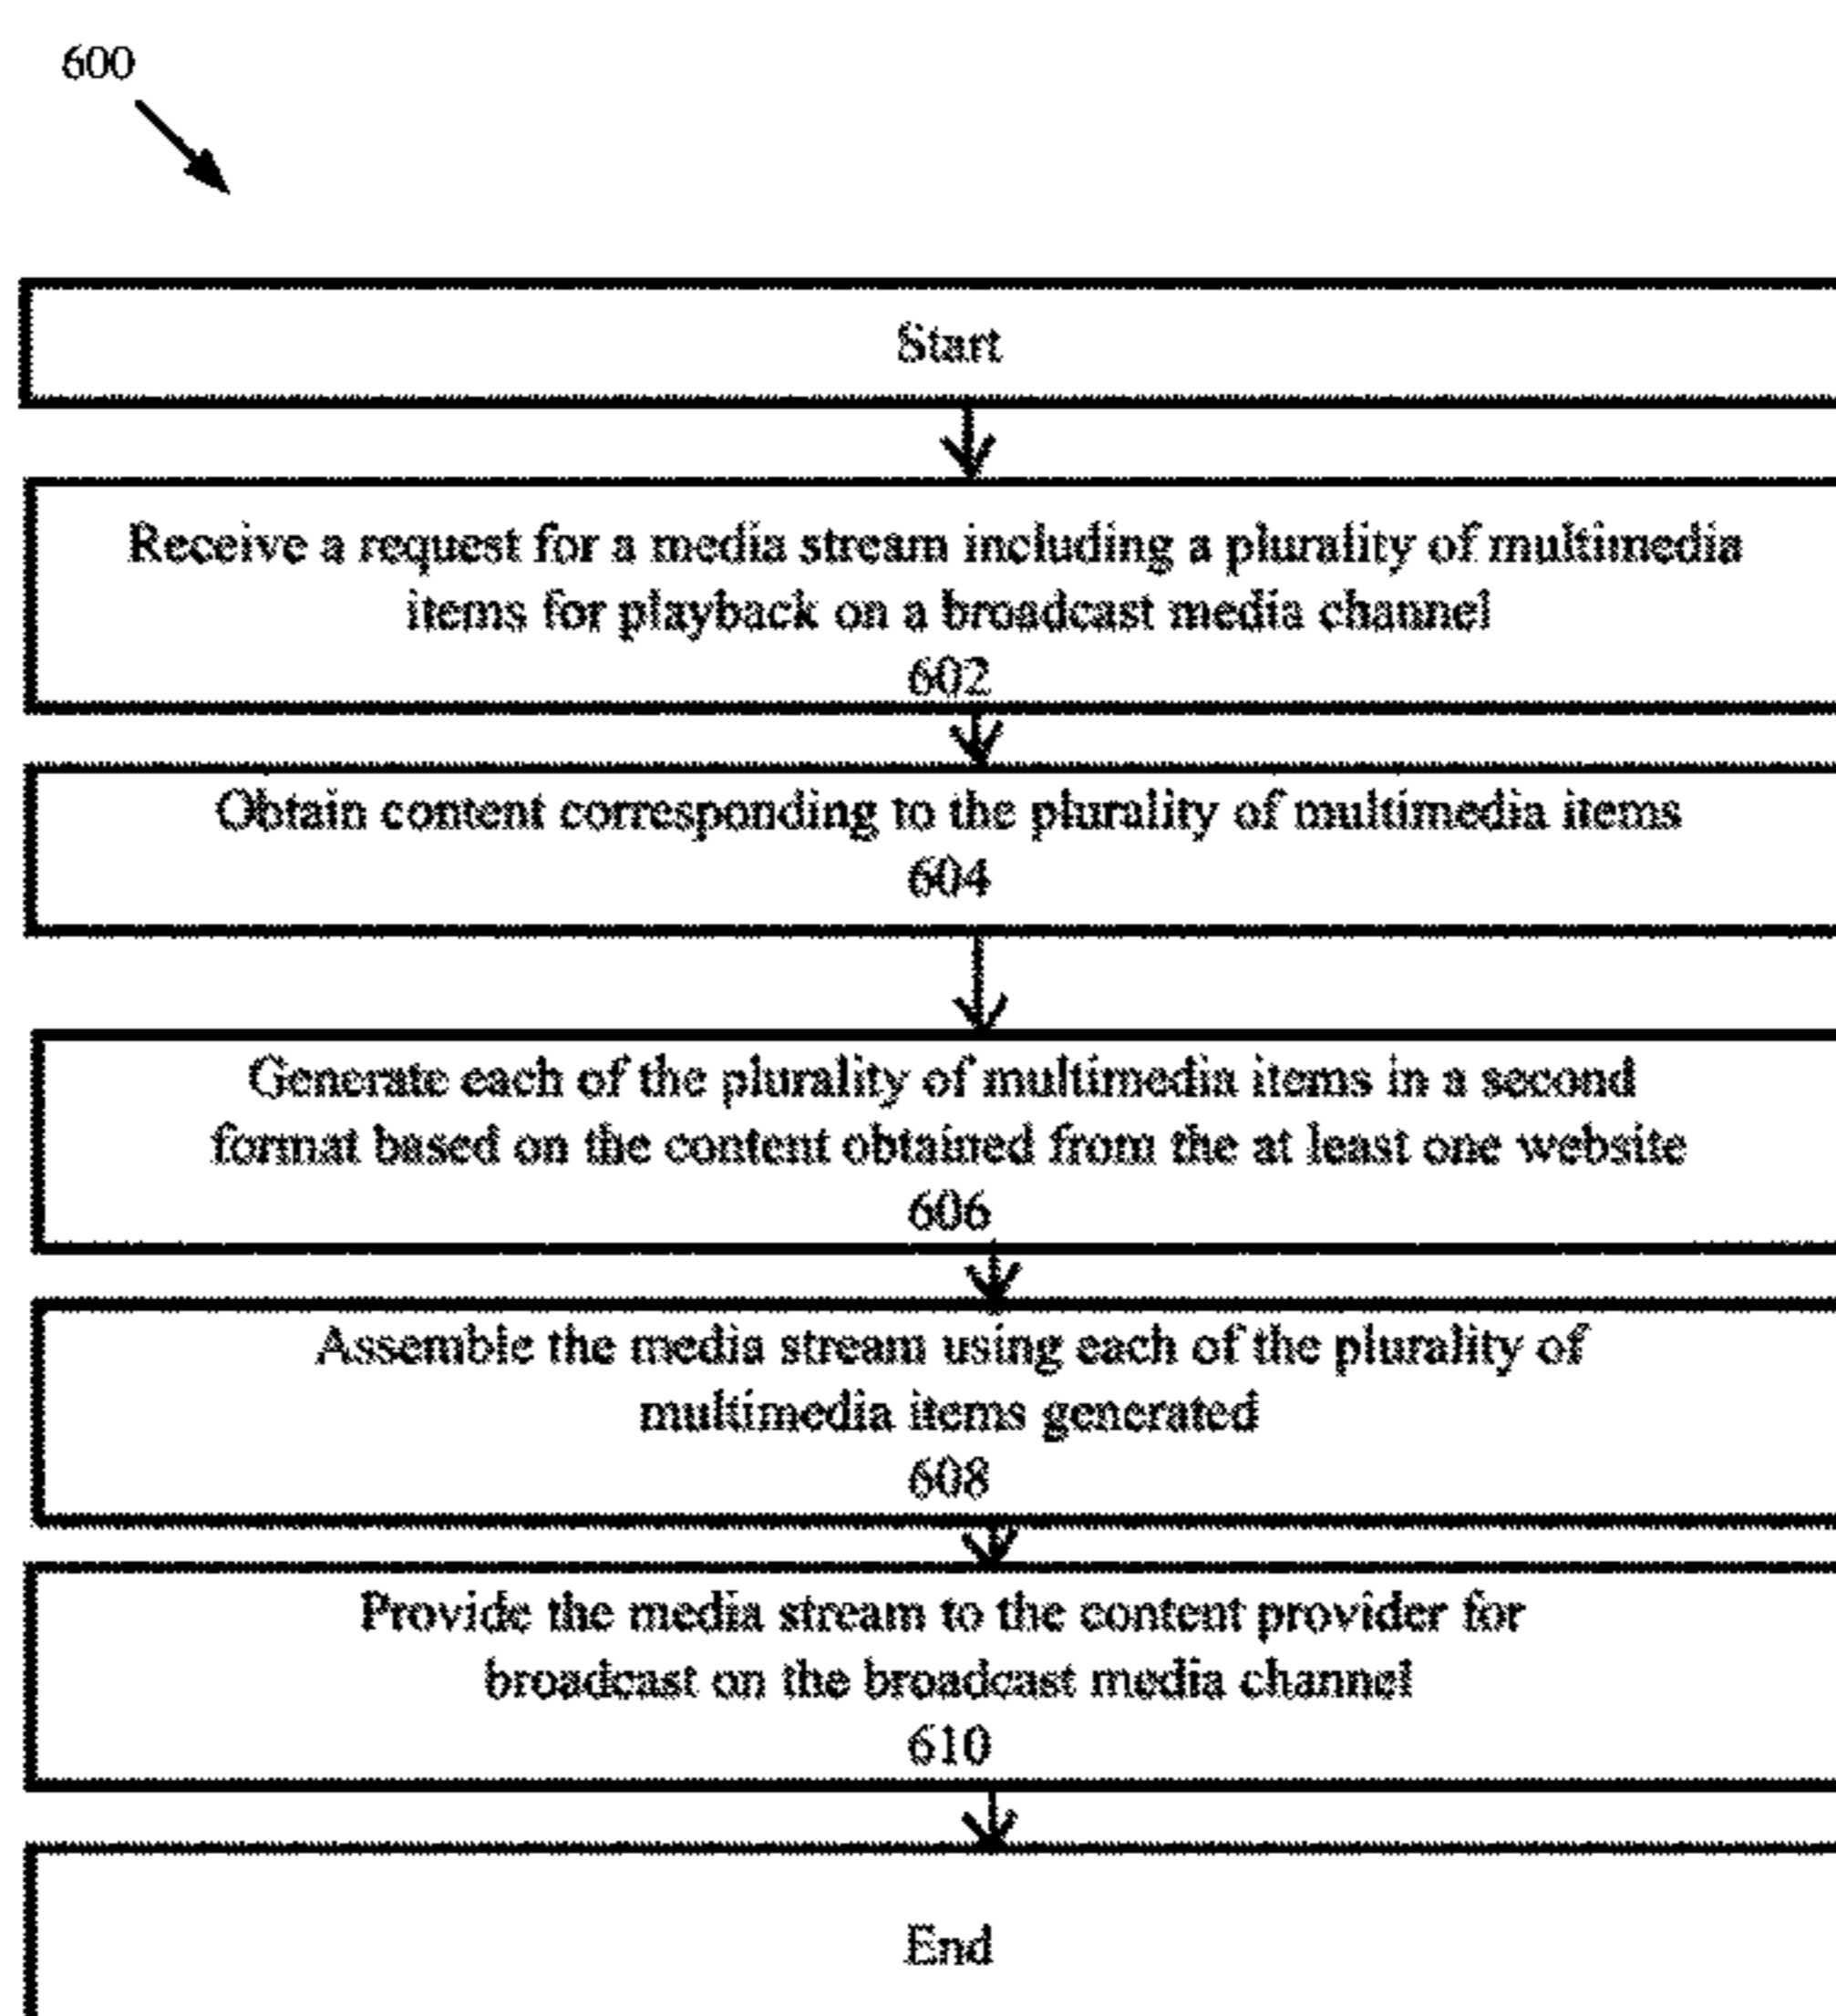 600
Start
Receive a request for a media stream including a plurality of multimedia
items for playback on a broadcast media channel
602
Obtain content corresponding to the plurality of multimedia items
604
Generate each of the plurality of multimedia items in a second
format based on the content obtained from the at least one website
606
Assemble the media stream using each of the plurality of
multimedia items generated
608
Provide the media stream to the content provider for
broadcast on the broadcast media channel
610
End